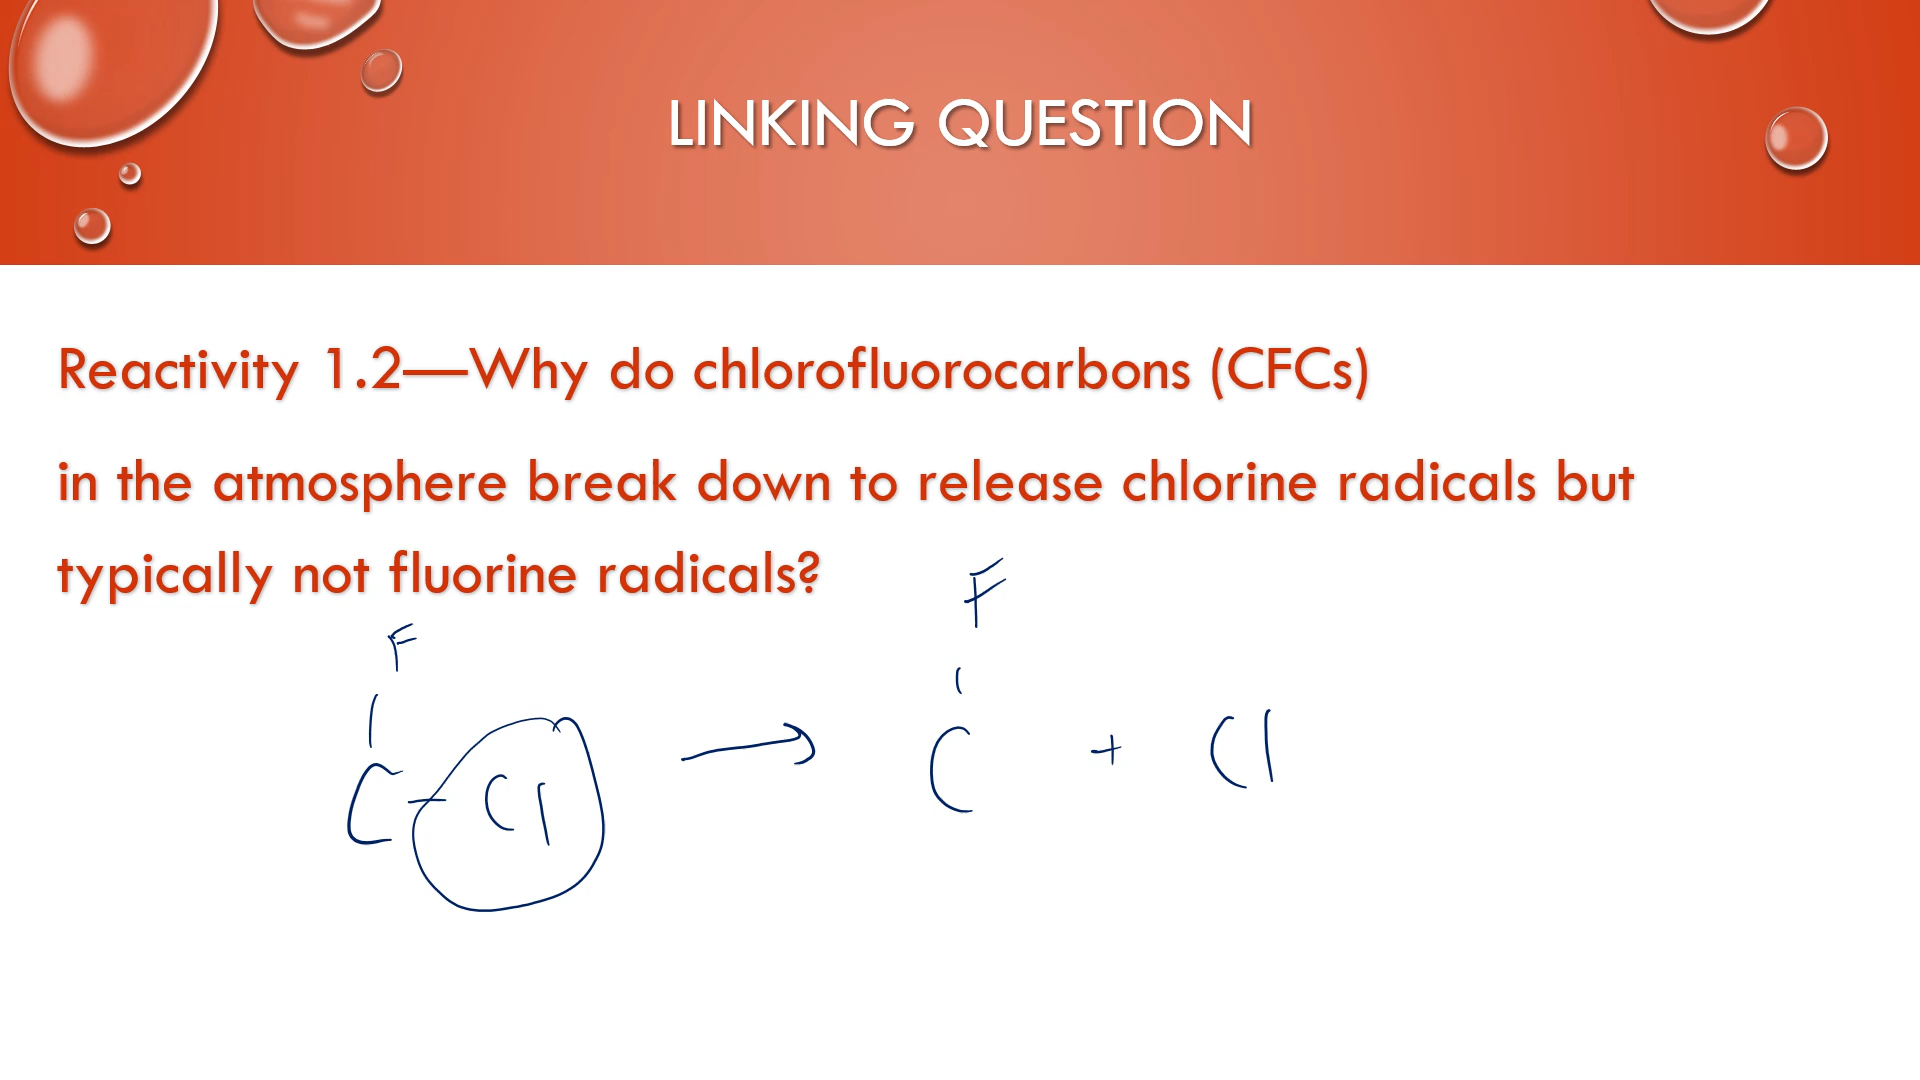 LINKING QUESTION
Reactivity 1.2—Why do chlorofluorocarbons (CFCs)
in the atmosphere break down to release chlorine radicals but
typically not fluorine radicals?
F
F
C - Cl → C + Cl